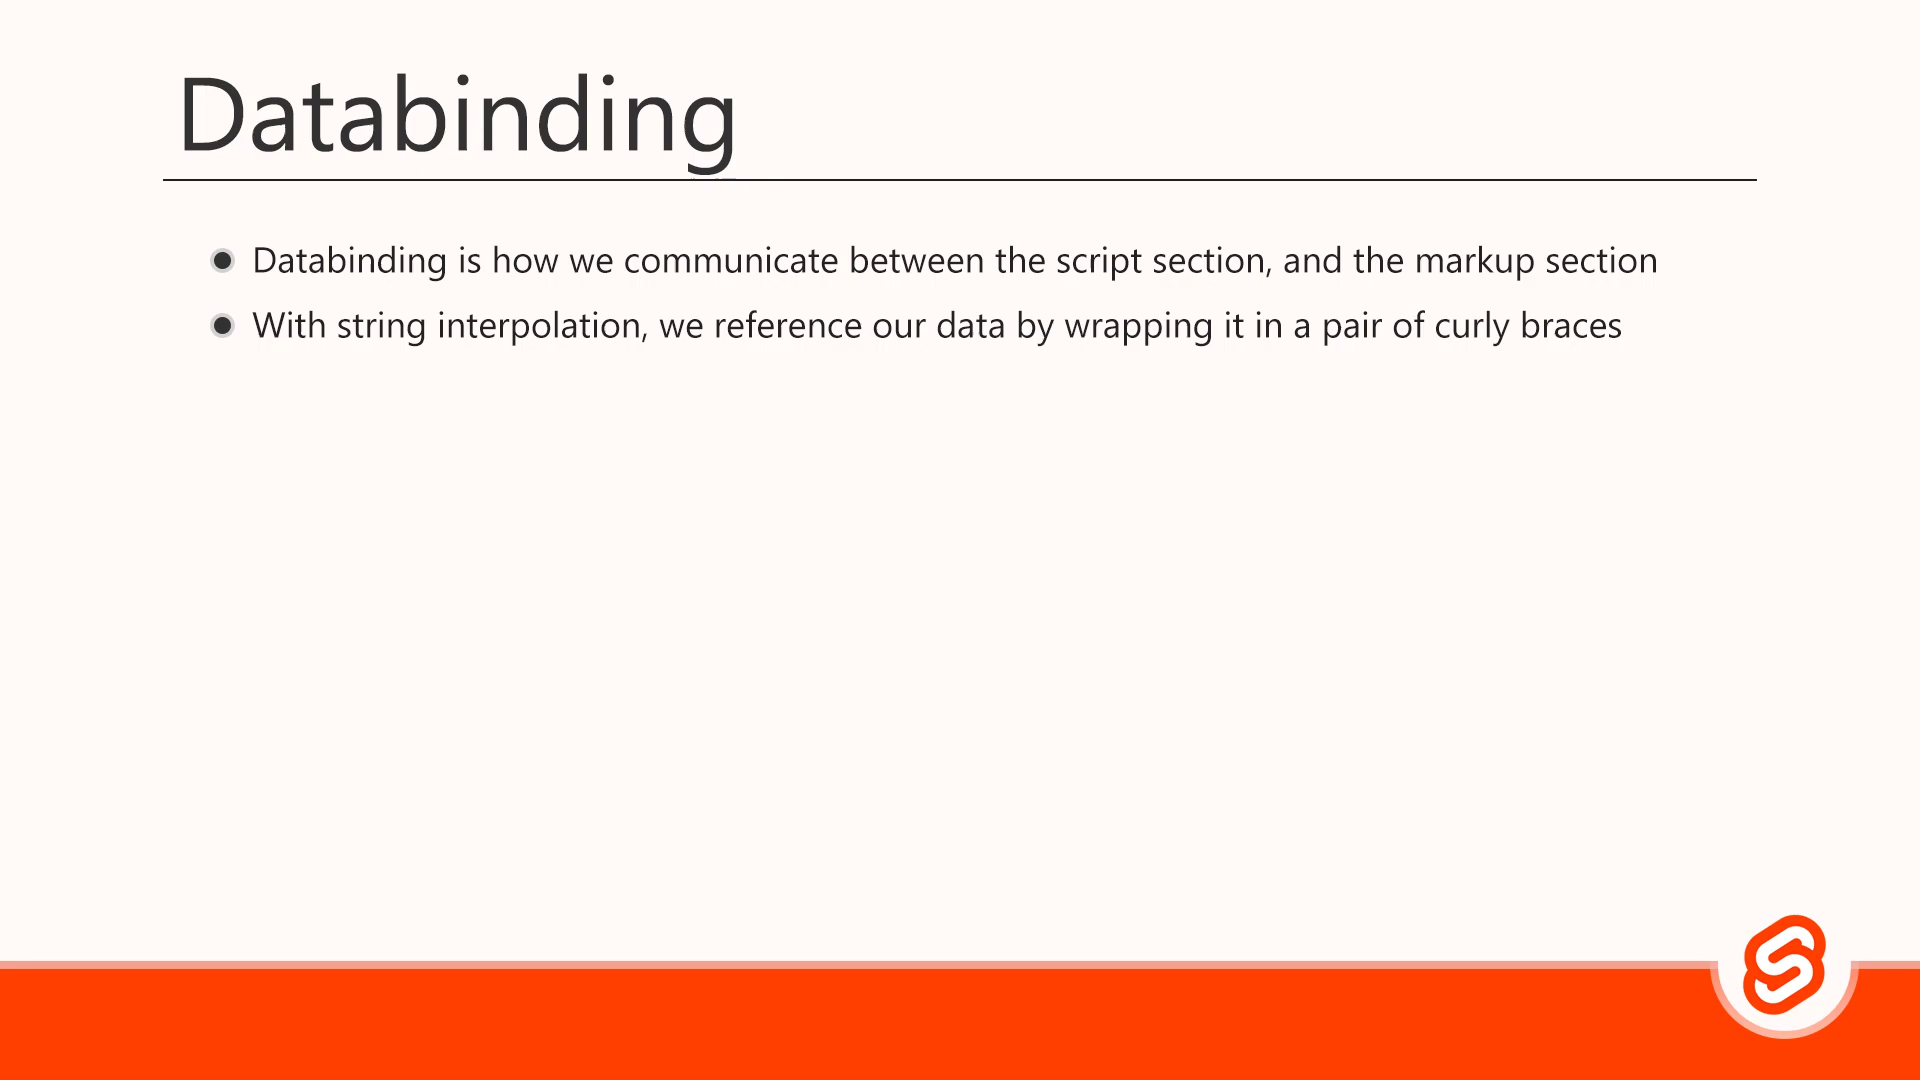 Databinding
Databinding is how we communicate between the script section, and the markup section
With string interpolation, we reference our data by wrapping it in a pair of curly braces